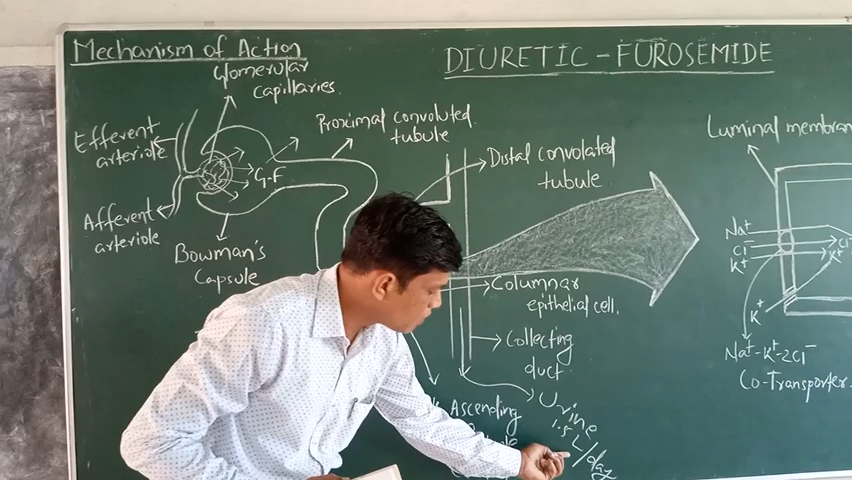 Mechanism of Action
DIURETIC - FUROSEMIDE
Glomerular
capillaries.
Efferent
arteriole
Proximal convoluted
tubule
G.F
Afferent
arteriole
Bowman's
Capsule
Distal convolated
tubule
Columnar
epithelial cell.
Collecting
duct
Urine
1.5 L/day
Ascending
Luminal membran
Na+
Cl-
K+
Cl-
K+
K+
Na+-K+-2Cl-
Co-Transporter.